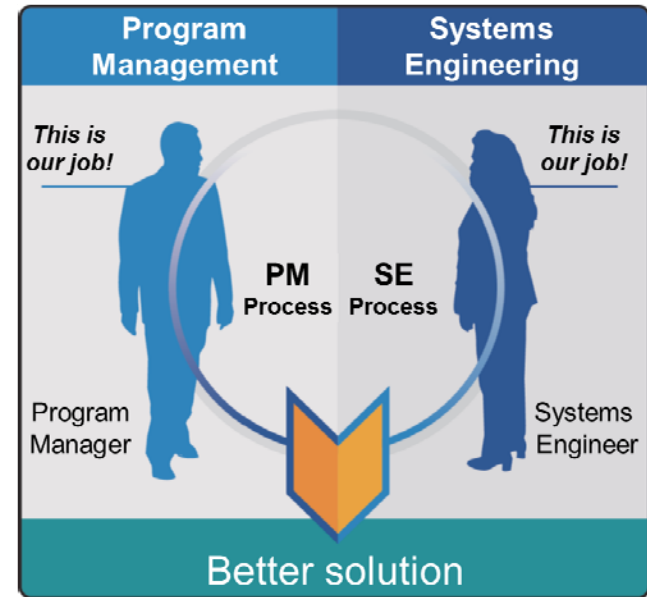 Program
Management
Systems
Engineering
This is
our job!
This is
our job!
PM
Process
SE
Process
Program
Manager
Systems
Engineer
Better solution